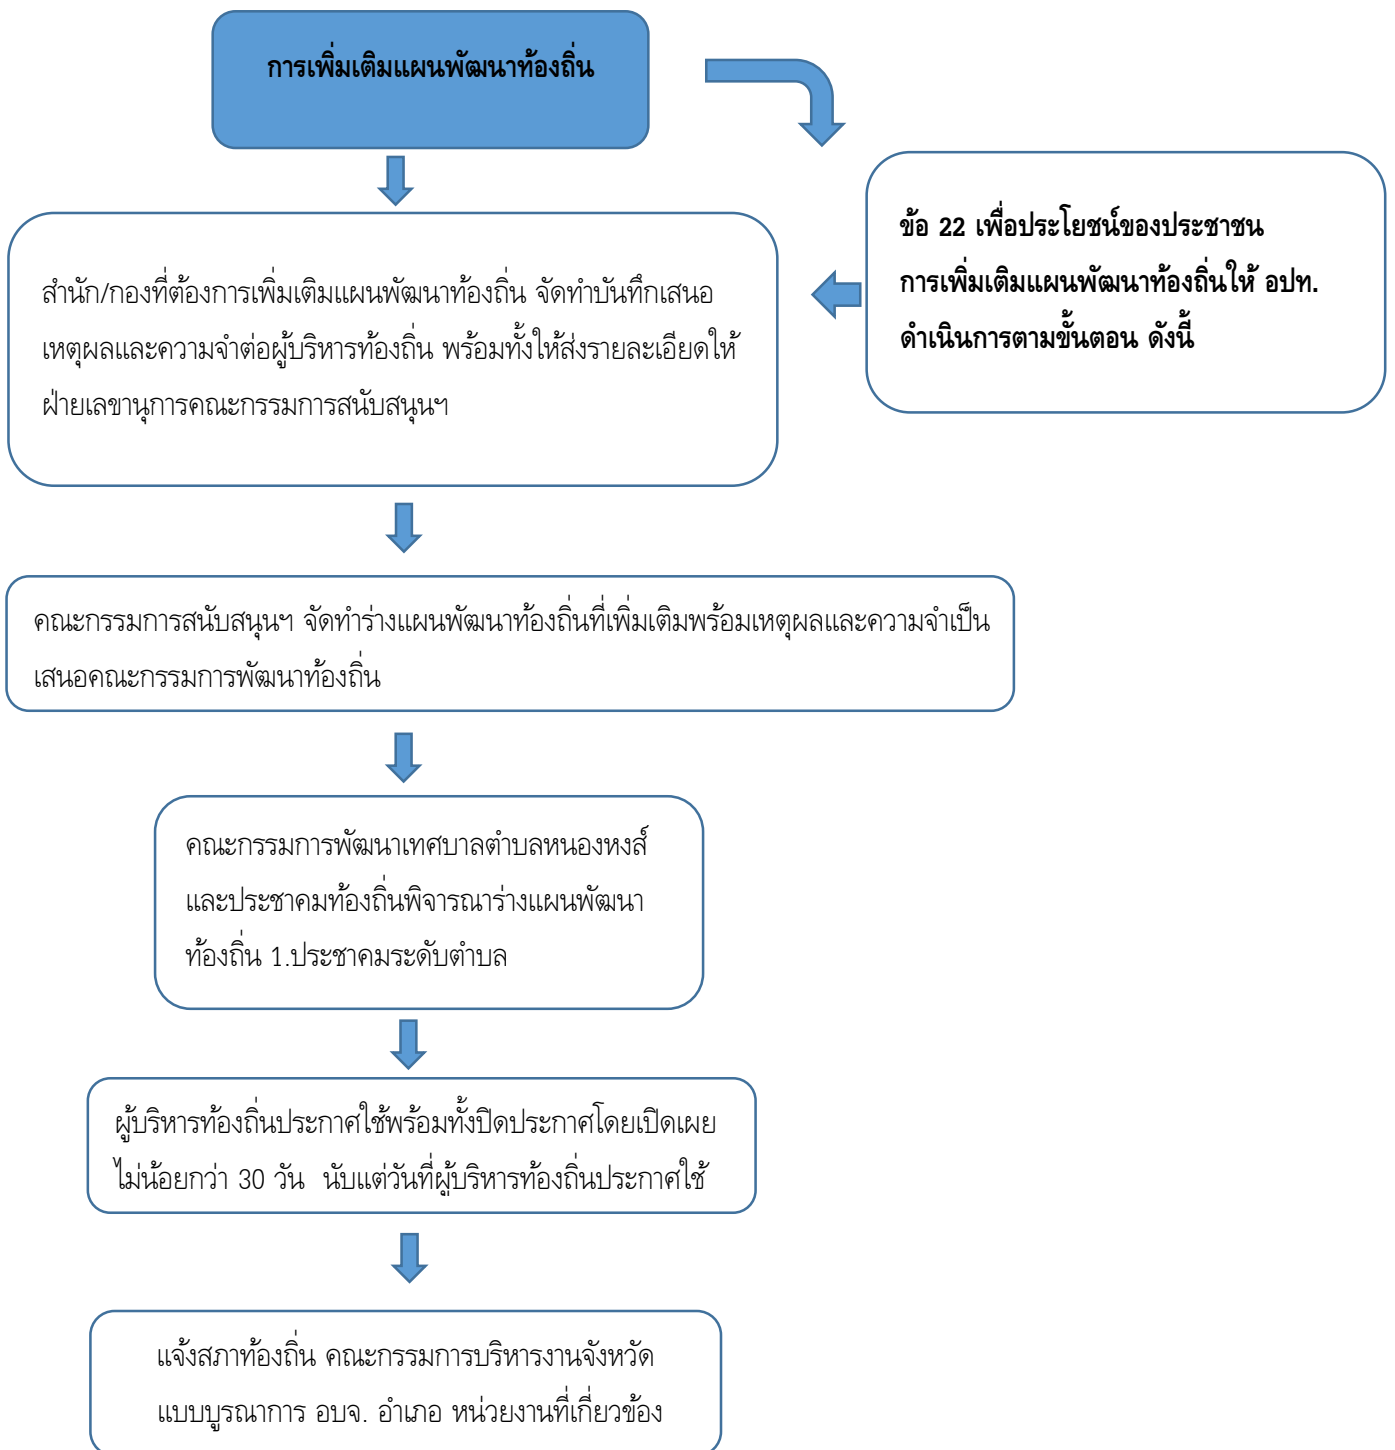 การเพิ่มเติมแผนพัฒนาท้องถิ่น
ข้อ 22 เพื่อประโยชน์ของประชาชน
การเพิ่มเติมแผนพัฒนาท้องถิ่นให้ อปท.
ดำเนินการตามขั้นตอน ดังนี้
สำนัก/กองที่ต้องการเพิ่มเติมแผนพัฒนาท้องถิ่น จัดทำบันทึกเสนอ
เหตุผลและความจำต่อผู้บริหารท้องถิ่น พร้อมทั้งให้ส่งรายละเอียดให้
ฝ่ายเลขานุการคณะกรรมการสนับสนุนฯ
คณะกรรมการสนับสนุนฯ จัดทำร่างแผนพัฒนาท้องถิ่นที่เพิ่มเติมพร้อมเหตุผลและความจำเป็น
เสนอคณะกรรมการพัฒนาท้องถิ่น
คณะกรรมการพัฒนาเทศบาลตำบลหนองหงส์
และประชาคมท้องถิ่นพิจารณาร่างแผนพัฒนา
ท้องถิ่น 1.ประชาคมระดับตำบล
ผู้บริหารท้องถิ่นประกาศใช้พร้อมทั้งปิดประกาศโดยเปิดเผย
ไม่น้อยกว่า 30 วัน นับแต่วันที่ผู้บริหารท้องถิ่นประกาศใช้
แจ้งสภาท้องถิ่น คณะกรรมการบริหารงานจังหวัด
แบบบูรณาการ อบจ. อำเภอ หน่วยงานที่เกี่ยวข้อง